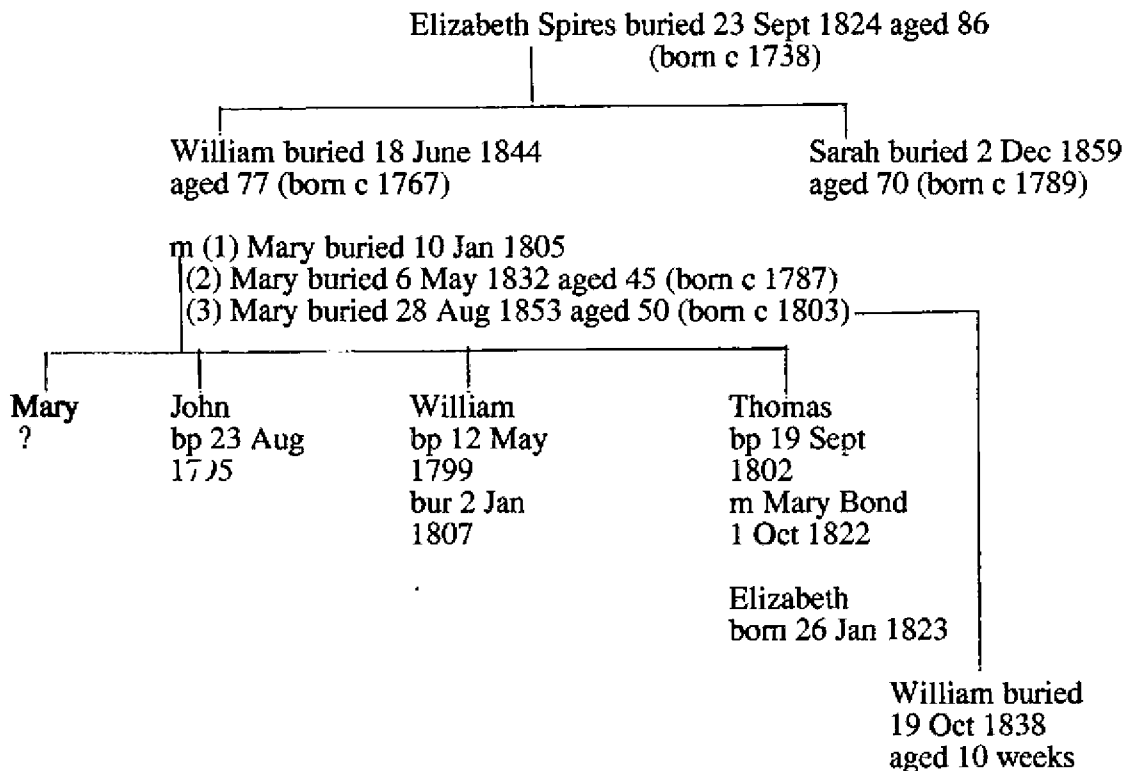 Elizabeth Spires buried 23 Sept 1824 aged 86
(born c 1738)
William buried 18 June 1844
aged 77 (born c 1767)
Sarah buried 2 Dec 1859
aged 70 (born c 1789)
m (1) Mary buried 10 Jan 1805
(2) Mary buried 6 May 1832 aged 45 (born c 1787)
(3) Mary buried 28 Aug 1853 aged 50 (born c 1803)
Mary
?
John
bp 23 Aug
William
bp 12 May
1799
bur 2 Jan
1807
Thomas
bp 19 Sept
1802
m Mary Bond
1 Oct 1822
Elizabeth
born 26 Jan 1823
William buried
19 Oct 1838
aged 10 weeks